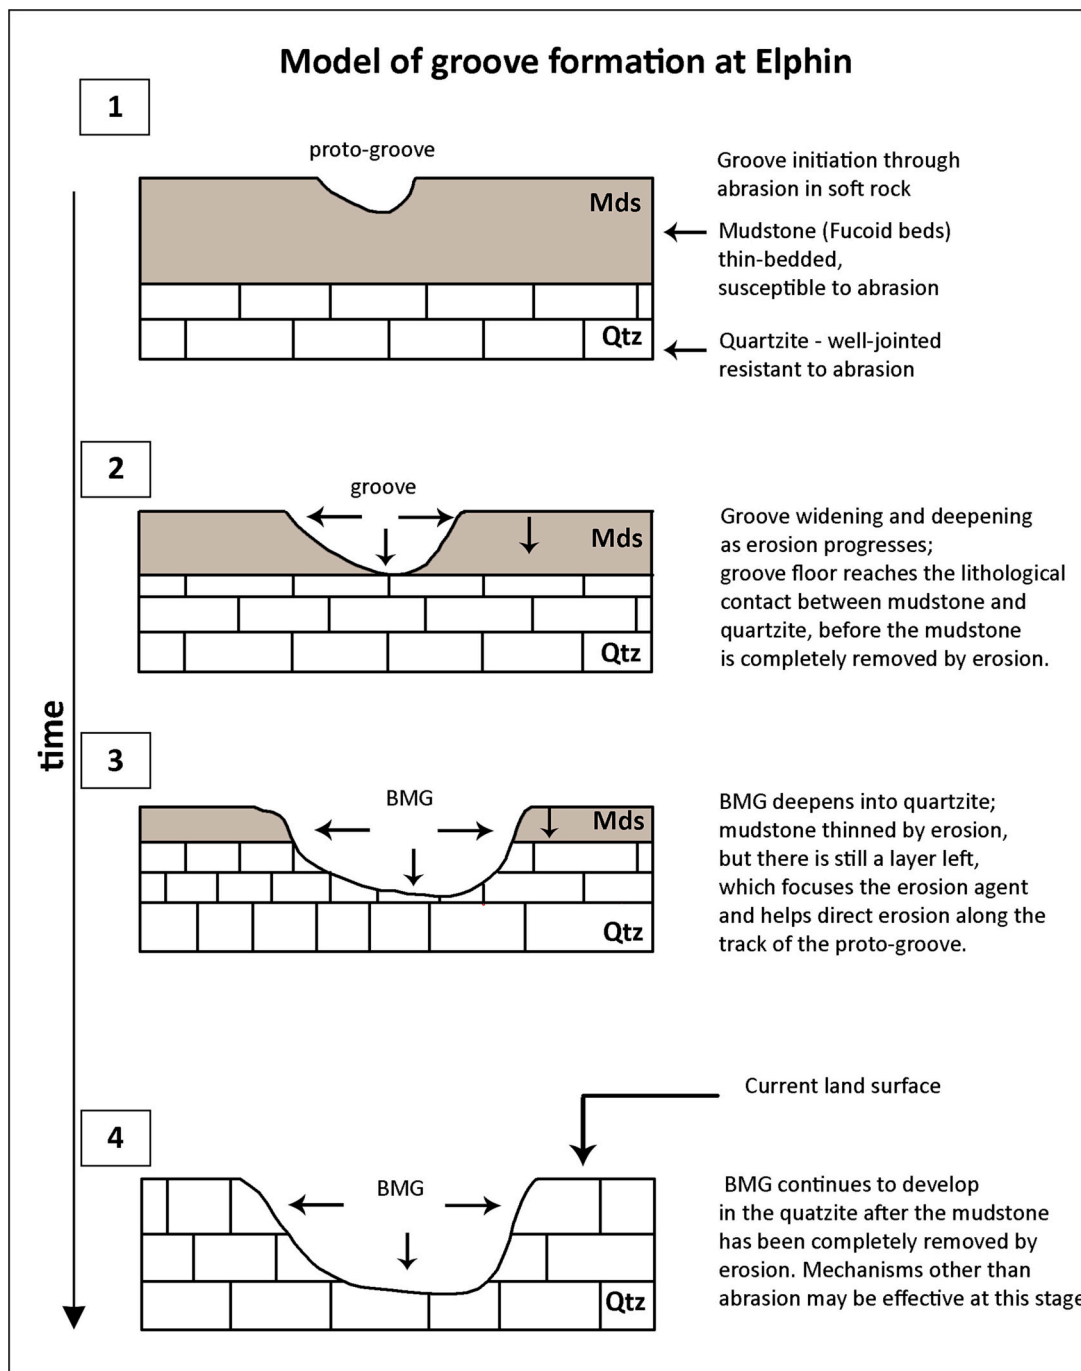 Model of groove formation at Elphin
1
proto-groove
Mds
Qtz
Groove initiation through
abrasion in soft rock
Mudstone (Fucoid beds)
thin-bedded,
susceptible to abrasion
Quartzite - well-jointed
resistant to abrasion
2
groove
Mds
Qtz
Groove widening and deepening
as erosion progresses;
groove floor reaches the lithological
contact between mudstone and
quartzite, before the mudstone
is completely removed by erosion.
time
3
BMG
Mds
Qtz
BMG deepens into quartzite;
mudstone thinned by erosion,
but there is still a layer left,
which focuses the erosion agent
and helps direct erosion along the
track of the proto-groove.
Current land surface
4
BMG
Qtz
BMG continues to develop
in the quatzite after the mudstone
has been completely removed by
erosion. Mechanisms other than
abrasion may be effective at this stage